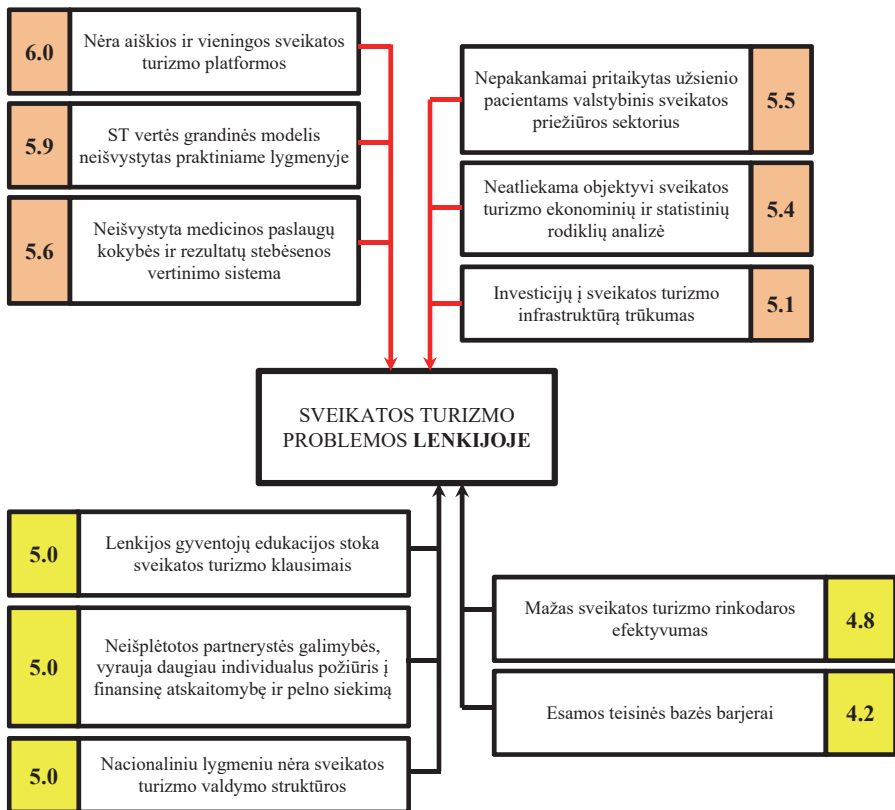 6.0
Nėra aiškios ir vieningos sveikatos
turizmo platformos
5.9
ST vertės grandinės modelis
neišvystytas praktiniame lygmenyje
5.6
Neišvystyta medicinos paslaugų
kokybės ir rezultatų stebėsenos
vertinimo sistema
Nepakankamai pritaikytas užsienio
pacientams valstybinis sveikatos
priežiūros sektorius
5.5
Neatliekama objektyvi sveikatos
turizmo ekonominių ir statistinių
rodiklių analizė
5.4
Investicijų į sveikatos turizmo
infrastruktūrą trūkumas
5.1
SVEIKATOS TURIZMO
PROBLEMOS LENKIJOJE
5.0
Lenkijos gyventojų edukacijos stoka
sveikatos turizmo klausimais
5.0
Neišplėtotos partnerystės galimybės,
vyrauja daugiau individualus požiūris į
finansinę atskaitomybę ir pelno siekimą
5.0
Nacionaliniu lygmeniu nėra sveikatos
turizmo valdymo struktūros
Mažas sveikatos turizmo rinkodaros
efektyvumas
4.8
Esamos teisinės bazės barjerai
4.2